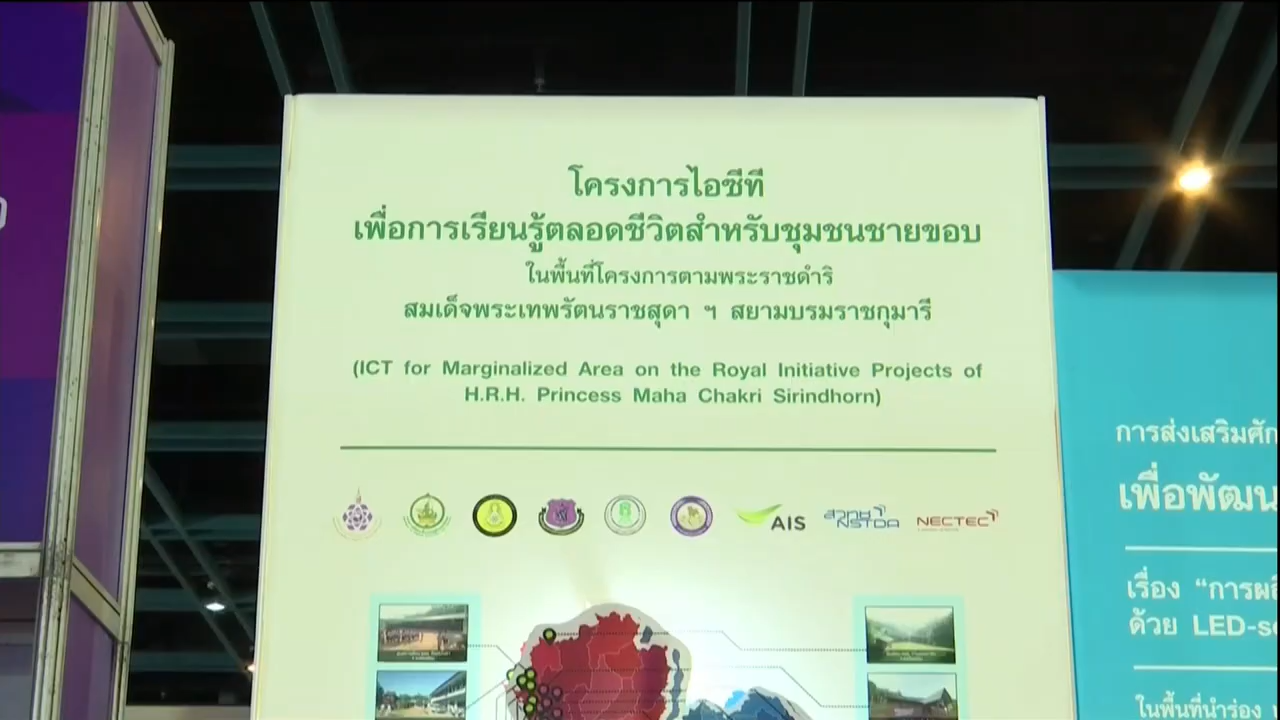 โครงการไอซีที
เพื่อการเรียนรู้ตลอดชีวิตสำหรับชุมชนชายขอบ
ในพื้นที่โครงการตามพระราชดำริ
สมเด็จพระเทพรัตนราชสุดา ฯ สยามบรมราชกุมารี
(ICT for Marginalized Area on the Royal Initiative Projects of
H.R.H. Princess Maha Chakri Sirindhorn)
AIS
สวทช
NSTDA
NECTEC
การส่งเสริมศัก
เพื่อพัฒน
เรื่อง “การผลิ
ด้วย LED-s
ในพื้นที่นำร่อง